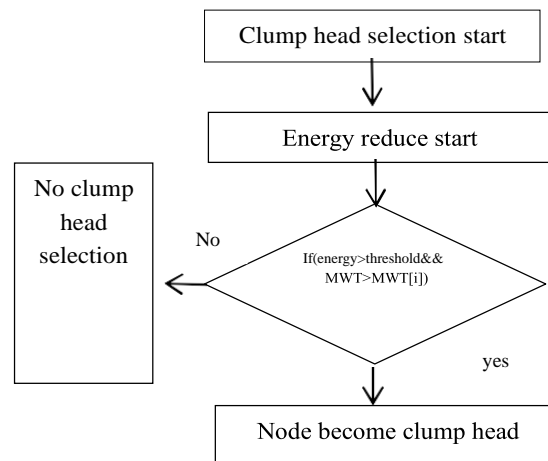 Clump head selection start
Energy reduce start
No clump
head
selection
No
If(energy>threshold&&
MWT>MWT[i])
yes
Node become clump head